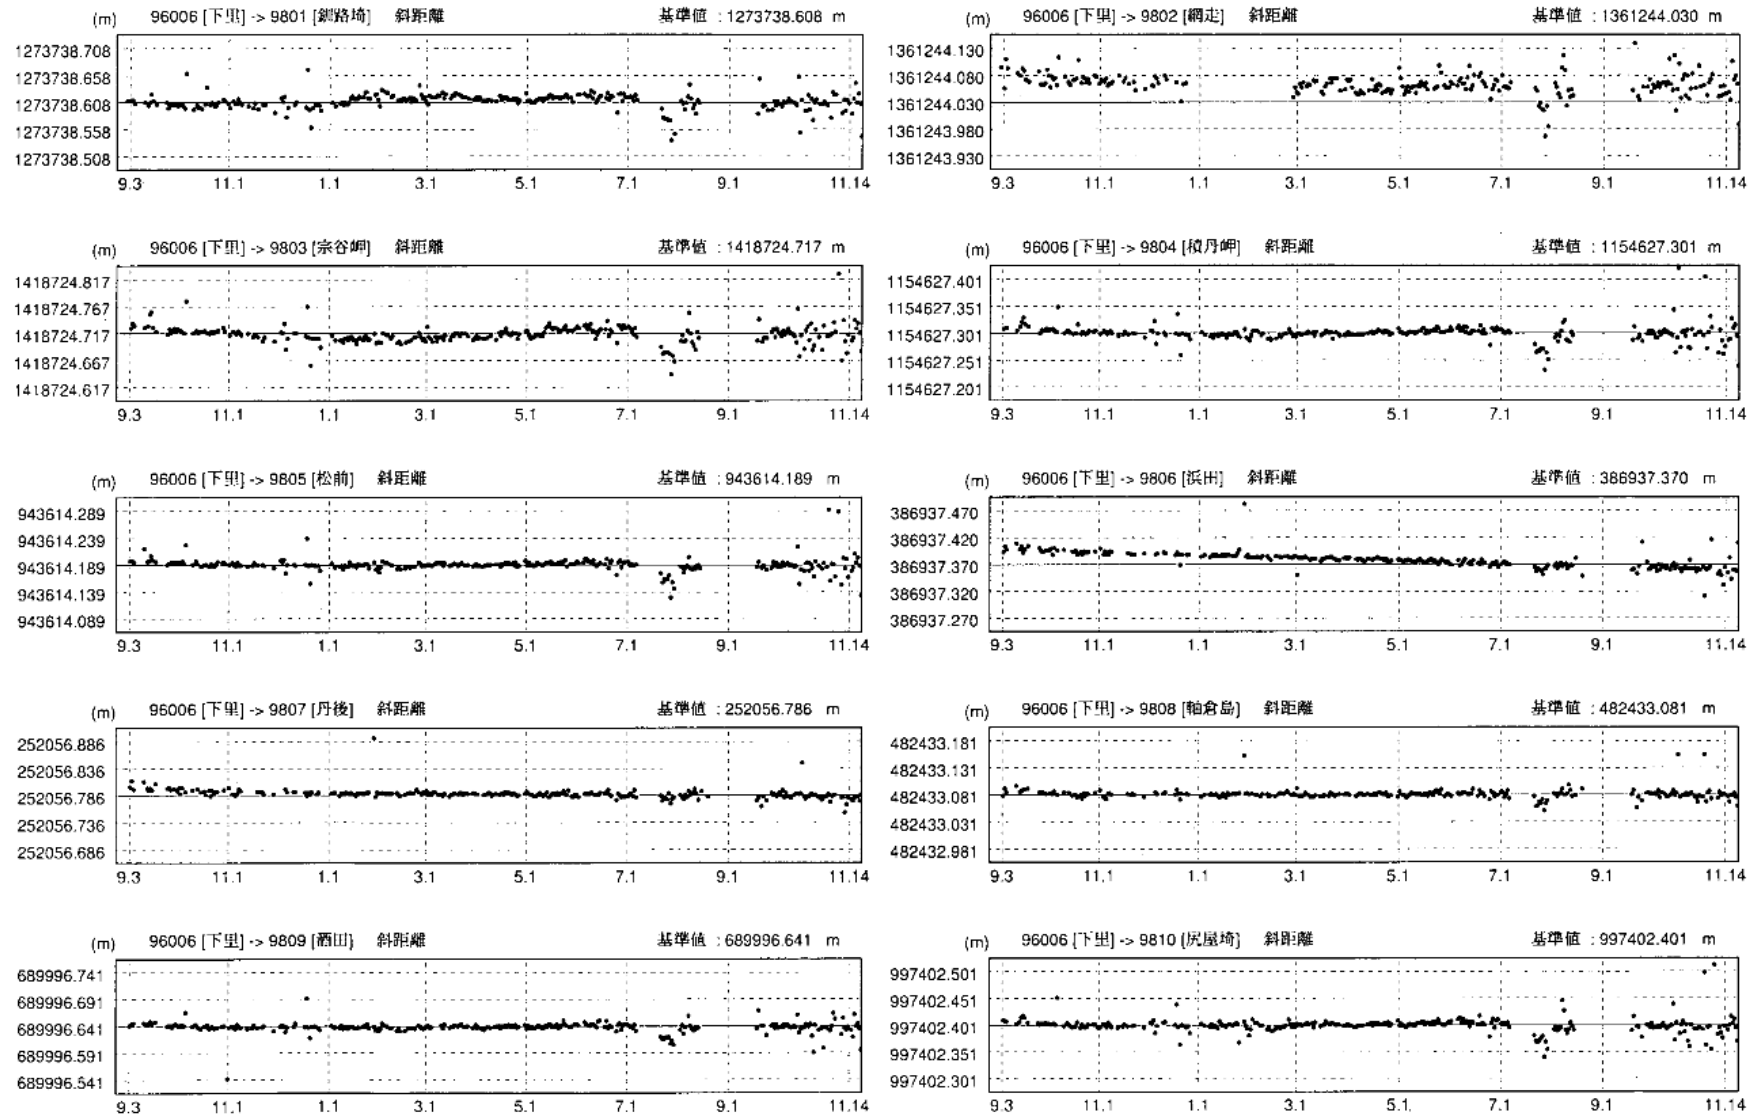 (m) 96006 [下里] -> 9801 [釧路埼] 斜距離 基準値 : 1273738.608 m
1273738.708
1273738.658
1273738.608
1273738.558
1273738.508
9.3 11.1 1.1 3.1 5.1 7.1 9.1 11.14
(m) 96006 [下里] -> 9802 [網走] 斜距離 基準値 : 1361244.030 m
1361244.130
1361244.080
1361244.030
1361243.980
1361243.930
9.3 11.1 1.1 3.1 5.1 7.1 9.1 11.14
(m) 96006 [下里] -> 9803 [宗谷岬] 斜距離 基準値 : 1418724.717 m
1418724.817
1418724.767
1418724.717
1418724.667
1418724.617
9.3 11.1 1.1 3.1 5.1 7.1 9.1 11.14
(m) 96006 [下里] -> 9804 [積丹岬] 斜距離 基準値 : 1154627.301 m
1154627.401
1154627.351
1154627.301
1154627.251
1154627.201
9.3 11.1 1.1 3.1 5.1 7.1 9.1 11.14
(m) 96006 [下里] -> 9805 [松前] 斜距離 基準値 : 943614.189 m
943614.289
943614.239
943614.189
943614.139
943614.089
9.3 11.1 1.1 3.1 5.1 7.1 9.1 11.14
(m) 96006 [下里] -> 9806 [浜田] 斜距離 基準値 : 386937.370 m
386937.470
386937.420
386937.370
386937.320
386937.270
9.3 11.1 1.1 3.1 5.1 7.1 9.1 11.14
(m) 96006 [下里] -> 9807 [丹後] 斜距離 基準値 : 252056.786 m
252056.886
252056.836
252056.786
252056.736
252056.686
9.3 11.1 1.1 3.1 5.1 7.1 9.1 11.14
(m) 96006 [下里] -> 9808 [舳倉島] 斜距離 基準値 : 482433.081 m
482433.181
482433.131
482433.081
482433.031
482432.981
9.3 11.1 1.1 3.1 5.1 7.1 9.1 11.14
(m) 96006 [下里] -> 9809 [酒田] 斜距離 基準値 : 689996.641 m
689996.741
689996.691
689996.641
689996.591
689996.541
9.3 11.1 1.1 3.1 5.1 7.1 9.1 11.14
(m) 96006 [下里] -> 9810 [尻屋埼] 斜距離 基準値 : 997402.401 m
997402.501
997402.451
997402.401
997402.351
997402.301
9.3 11.1 1.1 3.1 5.1 7.1 9.1 11.14